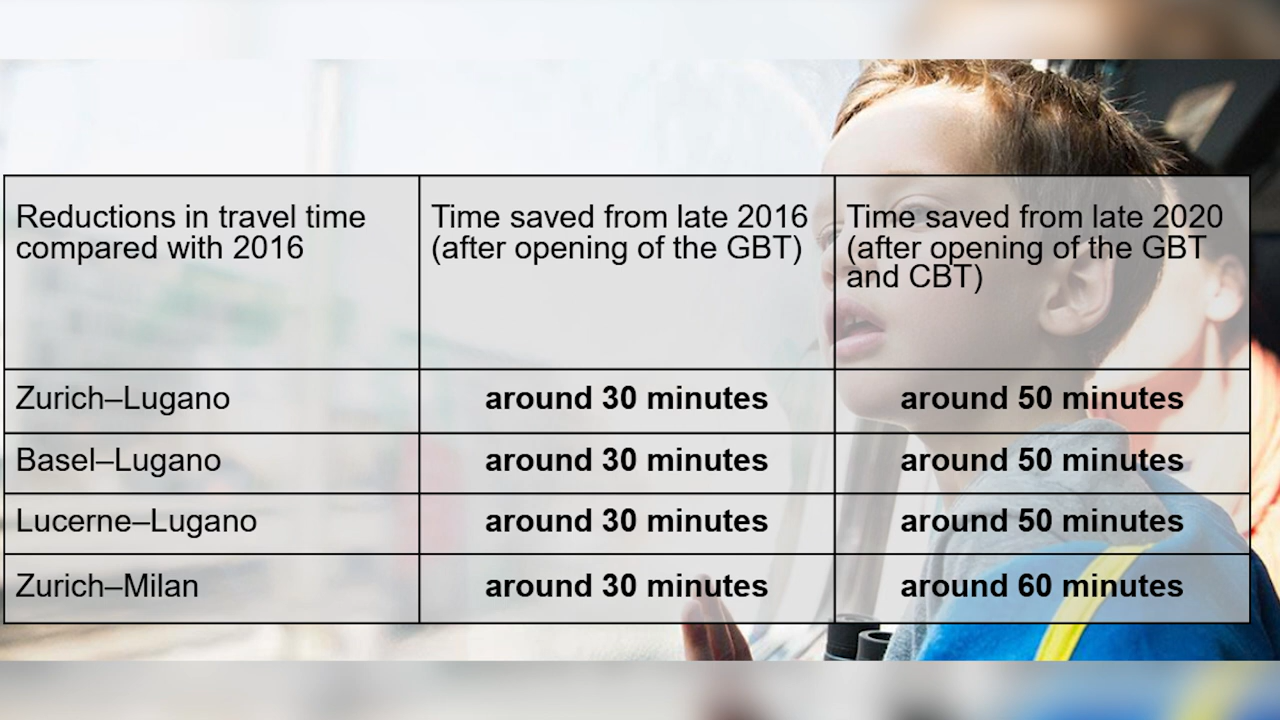 Reductions in travel time
compared with 2016
Time saved from late 2016
(after opening of the GBT)
Time saved from late 2020
(after opening of the GBT
and CBT)
Zurich–Lugano
around 30 minutes
around 50 minutes
Basel–Lugano
around 30 minutes
around 50 minutes
Lucerne–Lugano
around 30 minutes
around 50 minutes
Zurich–Milan
around 30 minutes
around 60 minutes